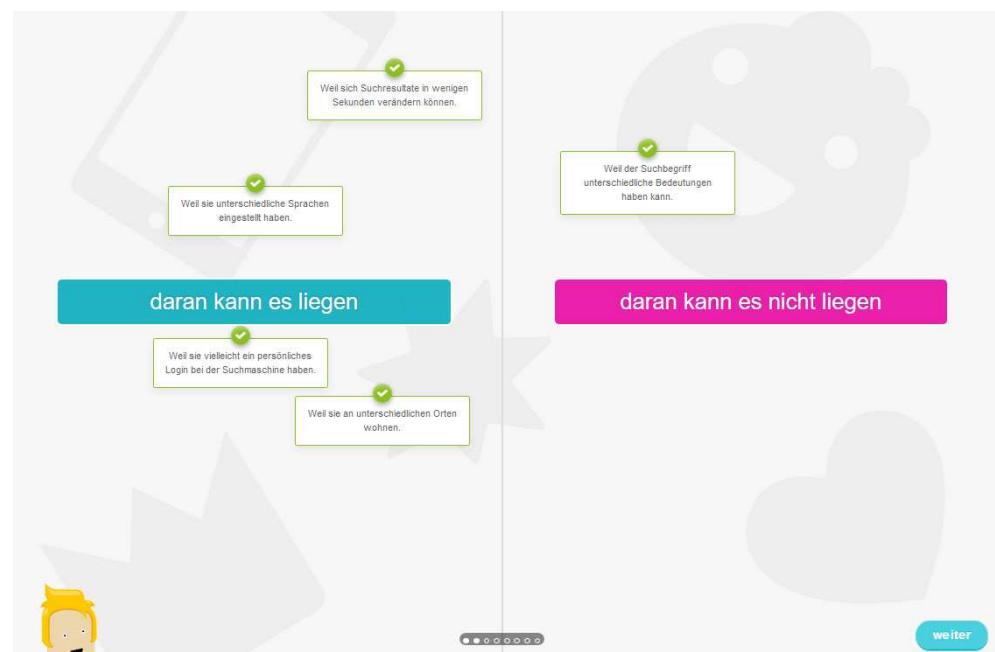 Weil sich Suchresultate in wenigen
Sekunden verändern können.
Weil sie unterschiedliche Sprachen
eingestellt haben.
daran kann es liegen
Weil sie vielleicht ein persönliches
Login bei der Suchmaschine haben.
Weil sie an unterschiedlichen Orten
wohnen.
Weil der Suchbegriff
unterschiedliche Bedeutungen
haben kann.
daran kann es nicht liegen
weiter